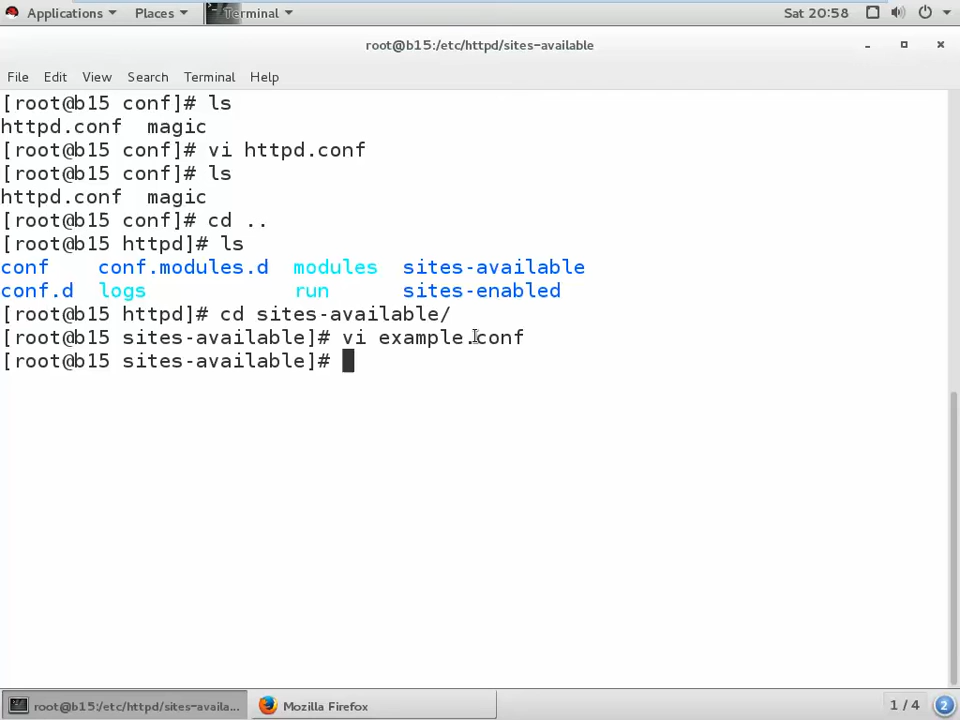 Applications Places Terminal Sat 20:58
root@b15:/etc/httpd/sites-available
File Edit View Search Terminal Help
[root@b15 conf]# ls
httpd.conf  magic
[root@b15 conf]# vi httpd.conf
[root@b15 conf]# ls
httpd.conf  magic
[root@b15 conf]# cd ..
[root@b15 httpd]# ls
conf    conf.modules.d  modules  sites-available
conf.d  logs            run      sites-enabled
[root@b15 httpd]# cd sites-available/
[root@b15 sites-available]# vi example.conf
[root@b15 sites-available]#
root@b15:/etc/httpd/sites-availa... Mozilla Firefox 1 / 4 2